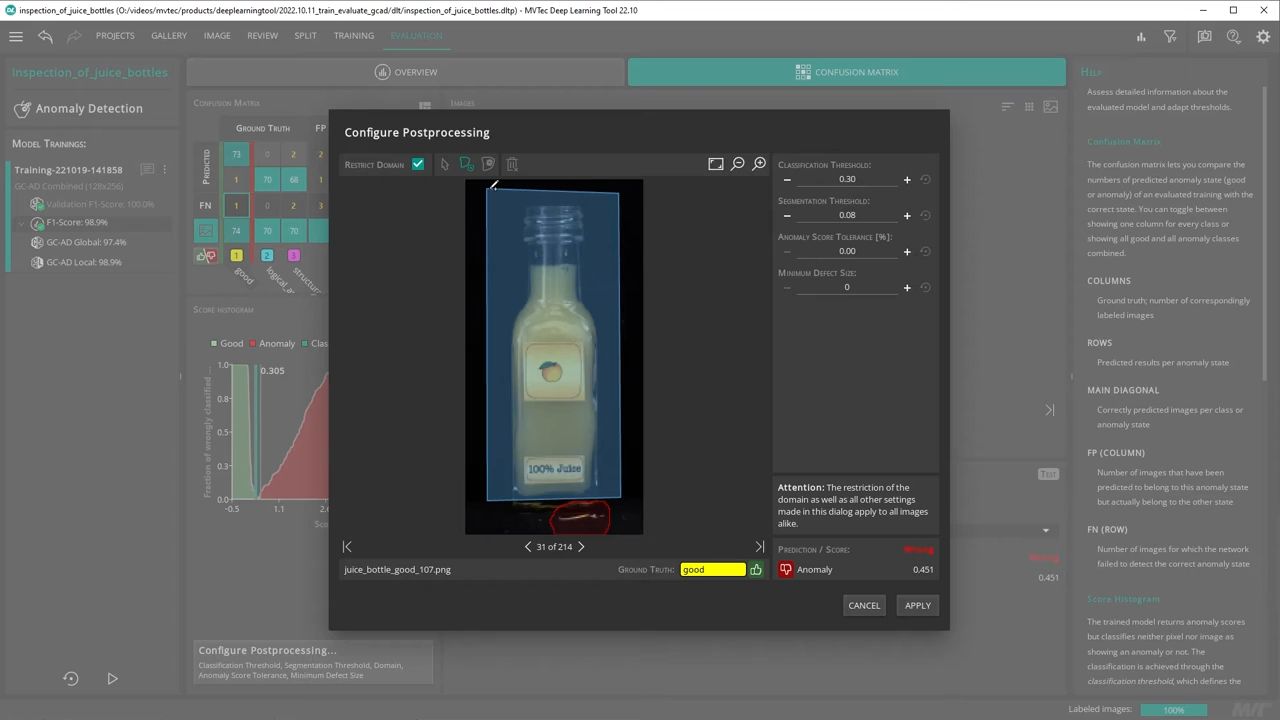 inspection_of_juice_bottles (O:/videos/mvtec/products/deeplearningtool/2022.10.11_train_evaluate_gcad/dlt/inspection_of_juice_bottles.dltp) - MVTec Deep Learning Tool 22.10
PROJECTS GALLERY IMAGE REVIEW SPLIT TRAINING EVALUATION
Inspection_of_juice_bottles
Anomaly Detection
MODEL TRAININGS:
Training-221019-141858
GC-AD Combined (128x256)
Validation F1-Score: 100.0%
F1-Score: 98.9%
GC-AD Global: 97.4%
GC-AD Local: 98.9%
OVERVIEW
CONFUSION MATRIX
CONFUSION MATRIX
IMAGES
GROUND TRUTH FP
PREDICTED
73 0 2 2
1 70 68
FN 1 0 2 2
74 70 70
1 2 3
good
SCORE HISTOGRAM
Good Anomaly
0.305
Fraction of wrongly classified
1.0
0.8
0.5
0.3
0.0
-0.5 1.1 2.
Configure Postprocessing...
Classification Threshold, Segmentation Threshold, Domain,
Anomaly Score Tolerance, Minimum Defect Size
Configure Postprocessing
RESTRICT DOMAIN
100% Juice
31 of 214
juice_bottle_good_107.png
GROUND TRUTH: good
CLASSIFICATION THRESHOLD:
0.30
SEGMENTATION THRESHOLD:
0.08
ANOMALY SCORE TOLERANCE [%]:
0.00
MINIMUM DEFECT SIZE:
0
Attention: The restriction of the
domain as well as all other settings
made in this dialog apply to all images
alike.
PREDICTION / SCORE: Wrong
Anomaly 0.451
CANCEL APPLY
TEST
Wrong
0.451
HELP
Assess detailed information about the
evaluated model and adapt thresholds.
Confusion Matrix
The confusion matrix lets you compare the
numbers of predicted anomaly state (good
or anomaly) of an evaluated training with the
correct state. You can toggle between
showing one column for every class or
showing all good and all anomaly classes
combined.
COLUMNS
Ground truth; number of correspondingly
labeled images
ROWS
Predicted results per anomaly state
MAIN DIAGONAL
Correctly predicted images per class or
anomaly state
FP (COLUMN)
Number of images that have been
predicted to belong to this anomaly state
but actually belong to the other state
FN (ROW)
Number of images for which the network
failed to detect the correct anomaly state
Score Histogram
The trained model returns anomaly scores
but classifies neither pixel nor image as
showing an anomaly or not. The
classification is achieved through the
classification threshold, which defines the
Labeled images: 100%